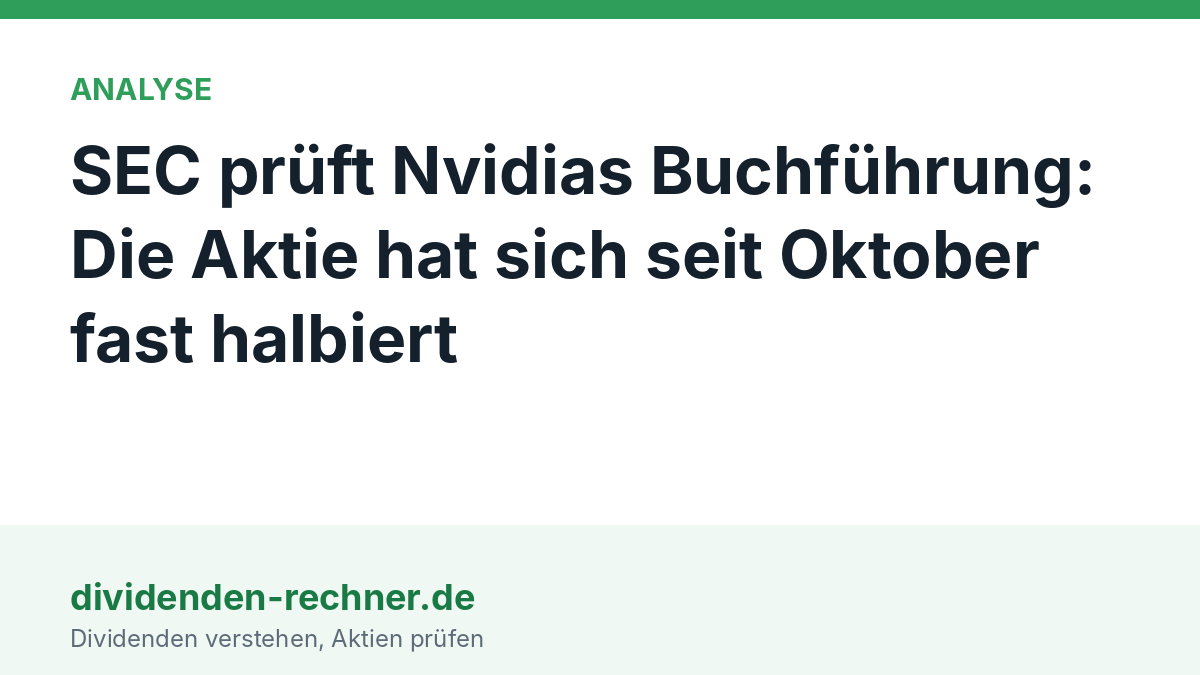 ANALYSE
SEC prüft Nvidias Buchführung:
Die Aktie hat sich seit Oktober
fast halbiert
dividenden-rechner.de
Dividenden verstehen, Aktien prüfen